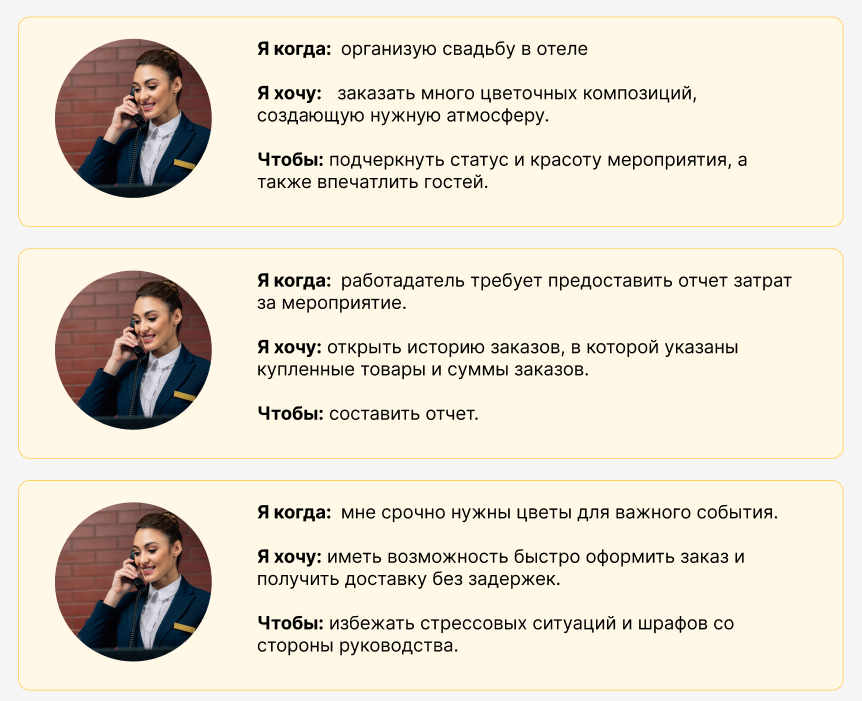 Я когда: организую свадьбу в отеле
Я хочу: заказать много цветочных композиций,
создающую нужную атмосферу.
Чтобы: подчеркнуть статус и красоту мероприятия, а
также впечатлить гостей.
Я когда: работадатель требует предоставить отчет затрат
за мероприятие.
Я хочу: открыть историю заказов, в которой указаны
купленные товары и суммы заказов.
Чтобы: составить отчет.
Я когда: мне срочно нужны цветы для важного события.
Я хочу: иметь возможность быстро оформить заказ и
получить доставку без задержек.
Чтобы: избежать стрессовых ситуаций и шрафов со
стороны руководства.